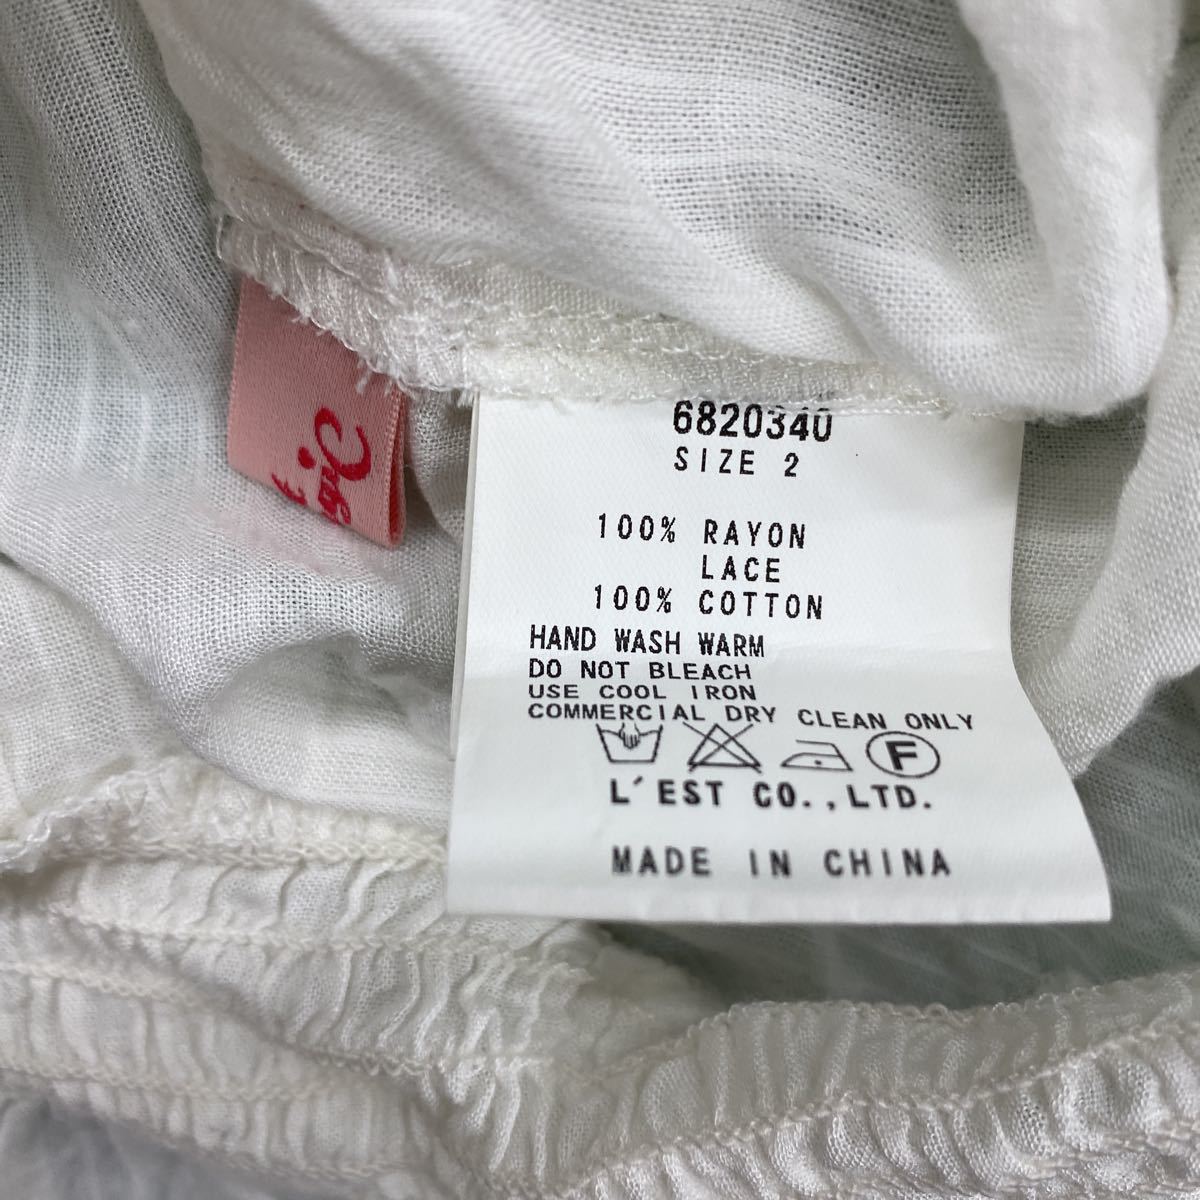 6820340
SIZE 2
100% RAYON
LACE
100% COTTON
HAND WASH WARM
DO NOT BLEACH
USE COOL IRON
COMMERCIAL DRY CLEAN ONLY
F
L'EST CO.,LTD.
MADE IN CHINA